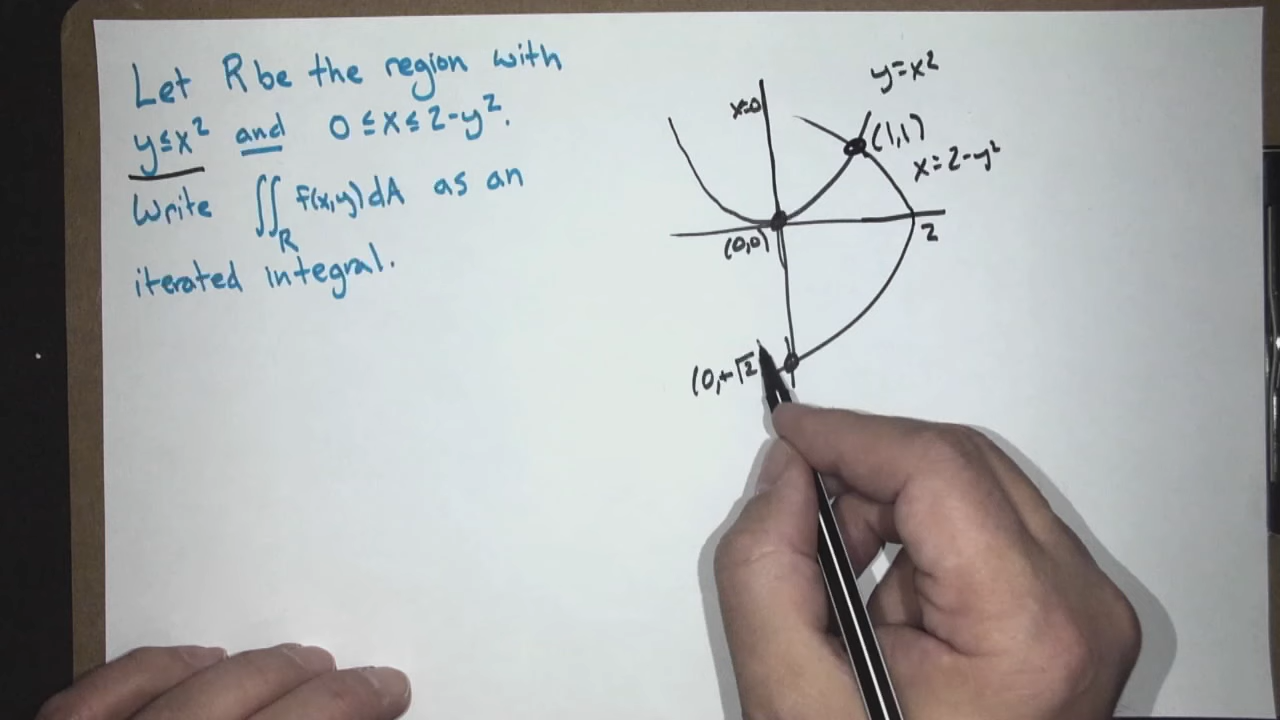 Let R be the region with
y≤x² and 0≤x≤2-y².
Write ∬_R f(x,y)dA as an
iterated integral.
y=x²
x=0
(1,1)
x=2-y²
(0,0)
2
(0,-√2